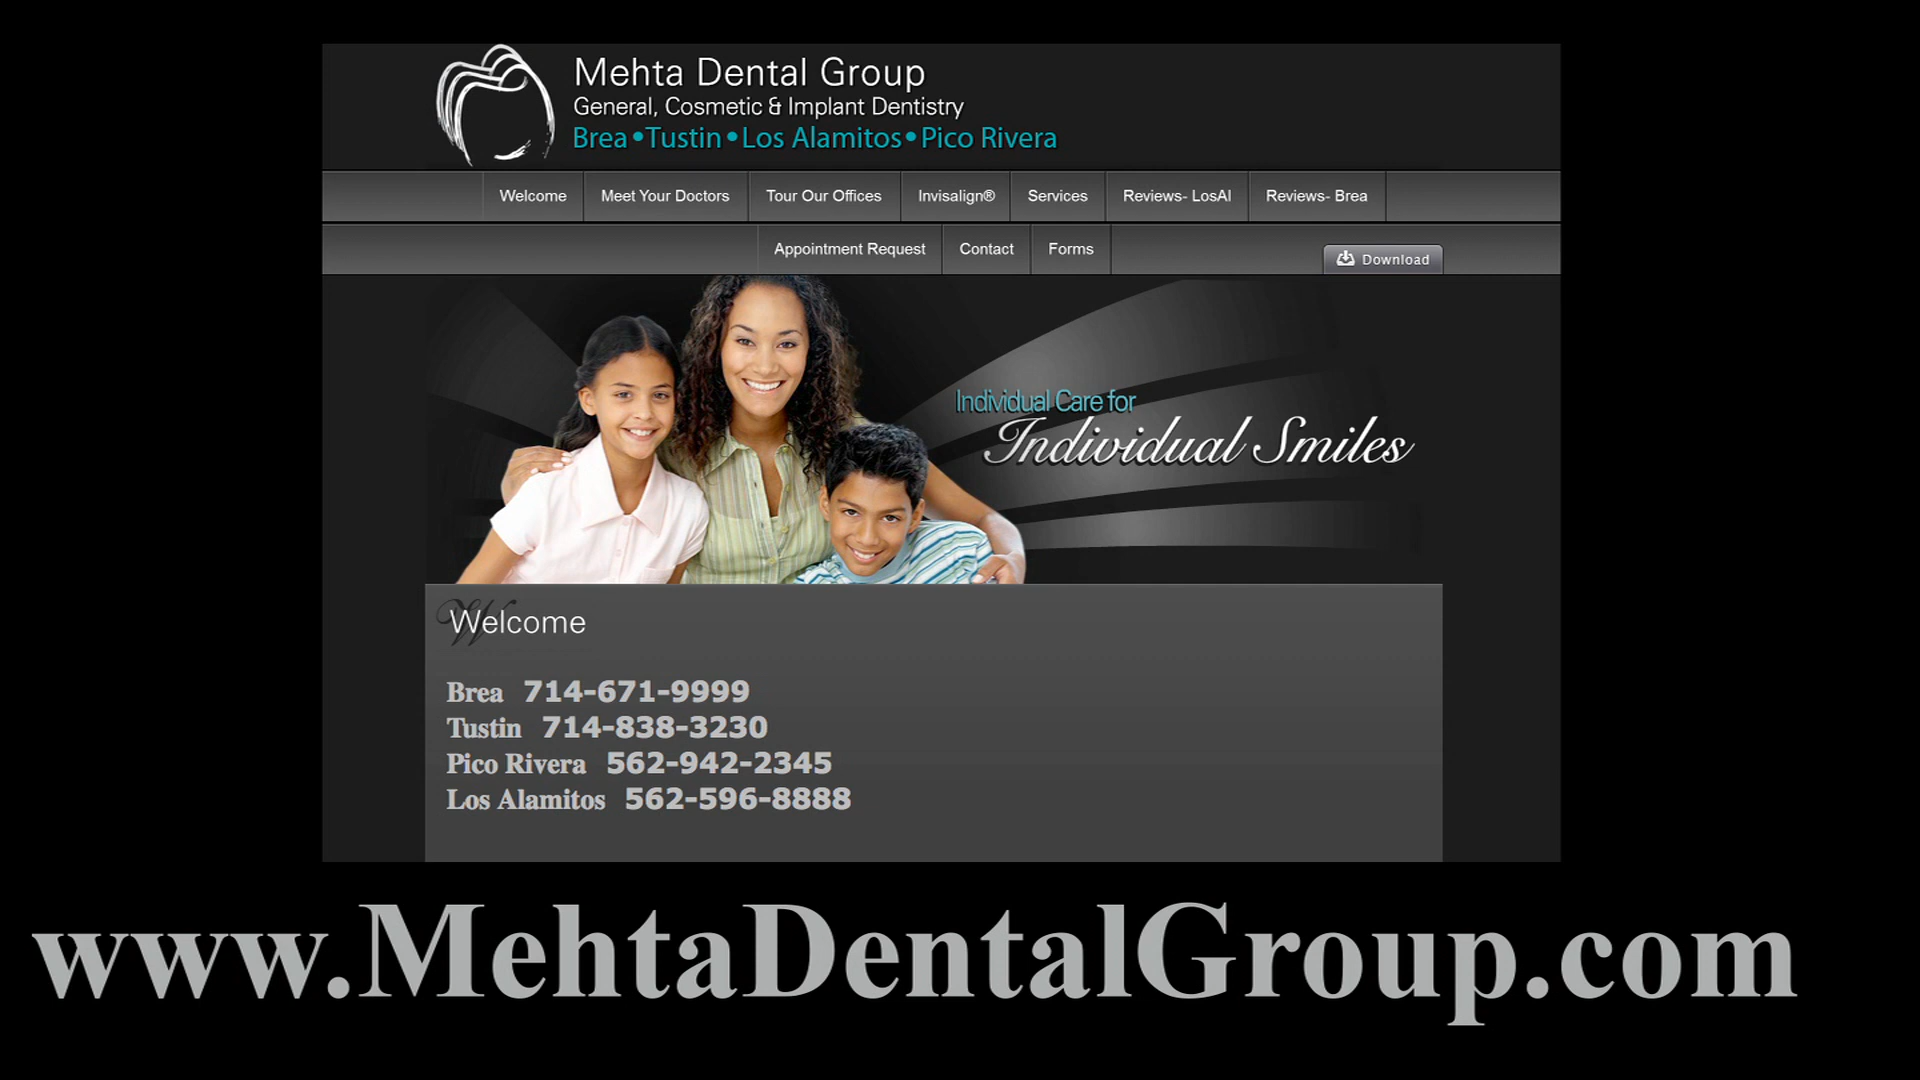 Mehta Dental Group
General, Cosmetic & Implant Dentistry
Brea•Tustin•Los Alamitos•Pico Rivera
Welcome Meet Your Doctors Tour Our Offices Invisalign® Services Reviews- LosAl Reviews- Brea
Appointment Request Contact Forms
Download
Individual Care for
Individual Smiles
W
Welcome
Brea 714-671-9999
Tustin 714-838-3230
Pico Rivera 562-942-2345
Los Alamitos 562-596-8888
www.MehtaDentalGroup.com